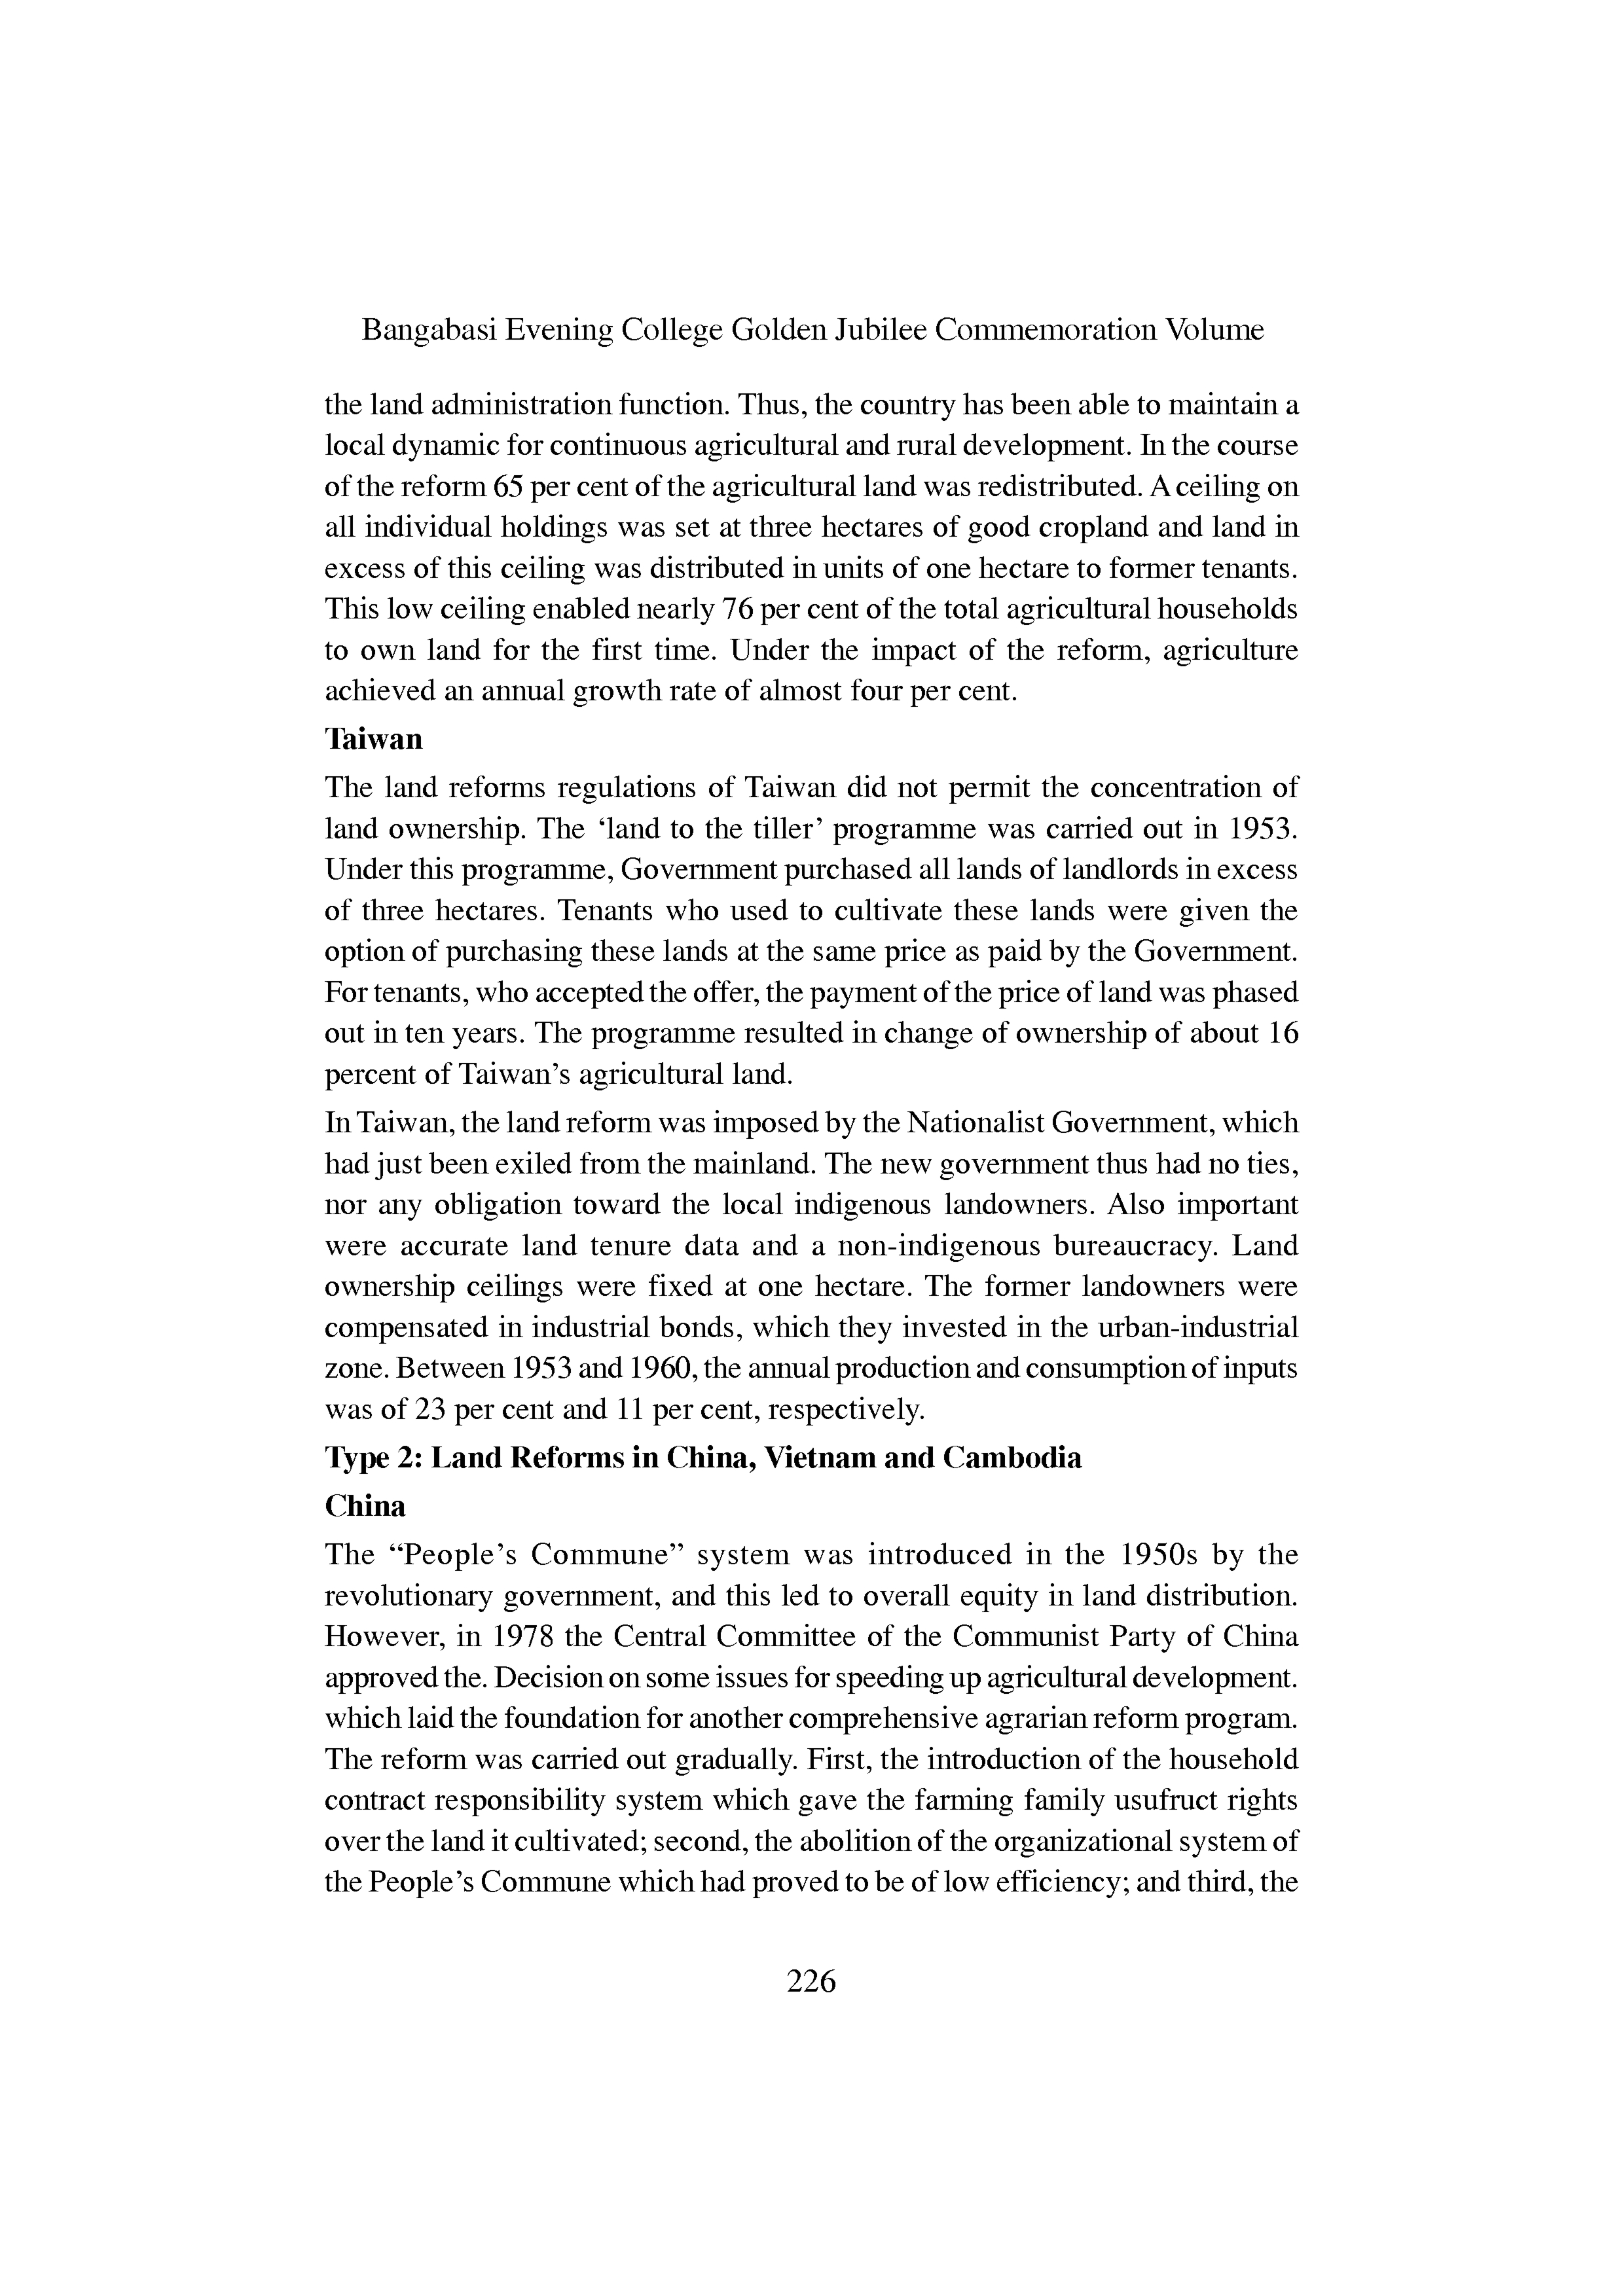 Bangabasi Evening College Golden Jubilee Commemoration Volume
the land administration function. Thus, the country has been able to maintain a
local dynamic for continuous agricultural and rural development. In the course
of the reform 65 per cent of the agricultural land was redistributed. A ceiling on
all individual holdings was set at three hectares of good cropland and land in
excess of this ceiling was distributed in units of one hectare to former tenants.
This low ceiling enabled nearly 76 per cent of the total agricultural households
to own land for the first time. Under the impact of the reform, agriculture
achieved an annual growth rate of almost four per cent.
Taiwan
The land reforms regulations of Taiwan did not permit the concentration of
land ownership. The ‘land to the tiller’ programme was carried out in 1953.
Under this programme, Government purchased all lands of landlords in excess
of three hectares. Tenants who used to cultivate these lands were given the
option of purchasing these lands at the same price as paid by the Government.
For tenants, who accepted the offer, the payment of the price of land was phased
out in ten years. The programme resulted in change of ownership of about 16
percent of Taiwan’s agricultural land.
In Taiwan, the land reform was imposed by the Nationalist Government, which
had just been exiled from the mainland. The new government thus had no ties,
nor any obligation toward the local indigenous landowners. Also important
were accurate land tenure data and a non-indigenous bureaucracy. Land
ownership ceilings were fixed at one hectare. The former landowners were
compensated in industrial bonds, which they invested in the urban-industrial
zone. Between 1953 and 1960, the annual production and consumption of inputs
was of 23 per cent and 11 per cent, respectively.
Type 2: Land Reforms in China, Vietnam and Cambodia
China
The “People’s Commune” system was introduced in the 1950s by the
revolutionary government, and this led to overall equity in land distribution.
However, in 1978 the Central Committee of the Communist Party of China
approved the. Decision on some issues for speeding up agricultural development.
which laid the foundation for another comprehensive agrarian reform program.
The reform was carried out gradually. First, the introduction of the household
contract responsibility system which gave the farming family usufruct rights
over the land it cultivated; second, the abolition of the organizational system of
the People’s Commune which had proved to be of low efficiency; and third, the
226